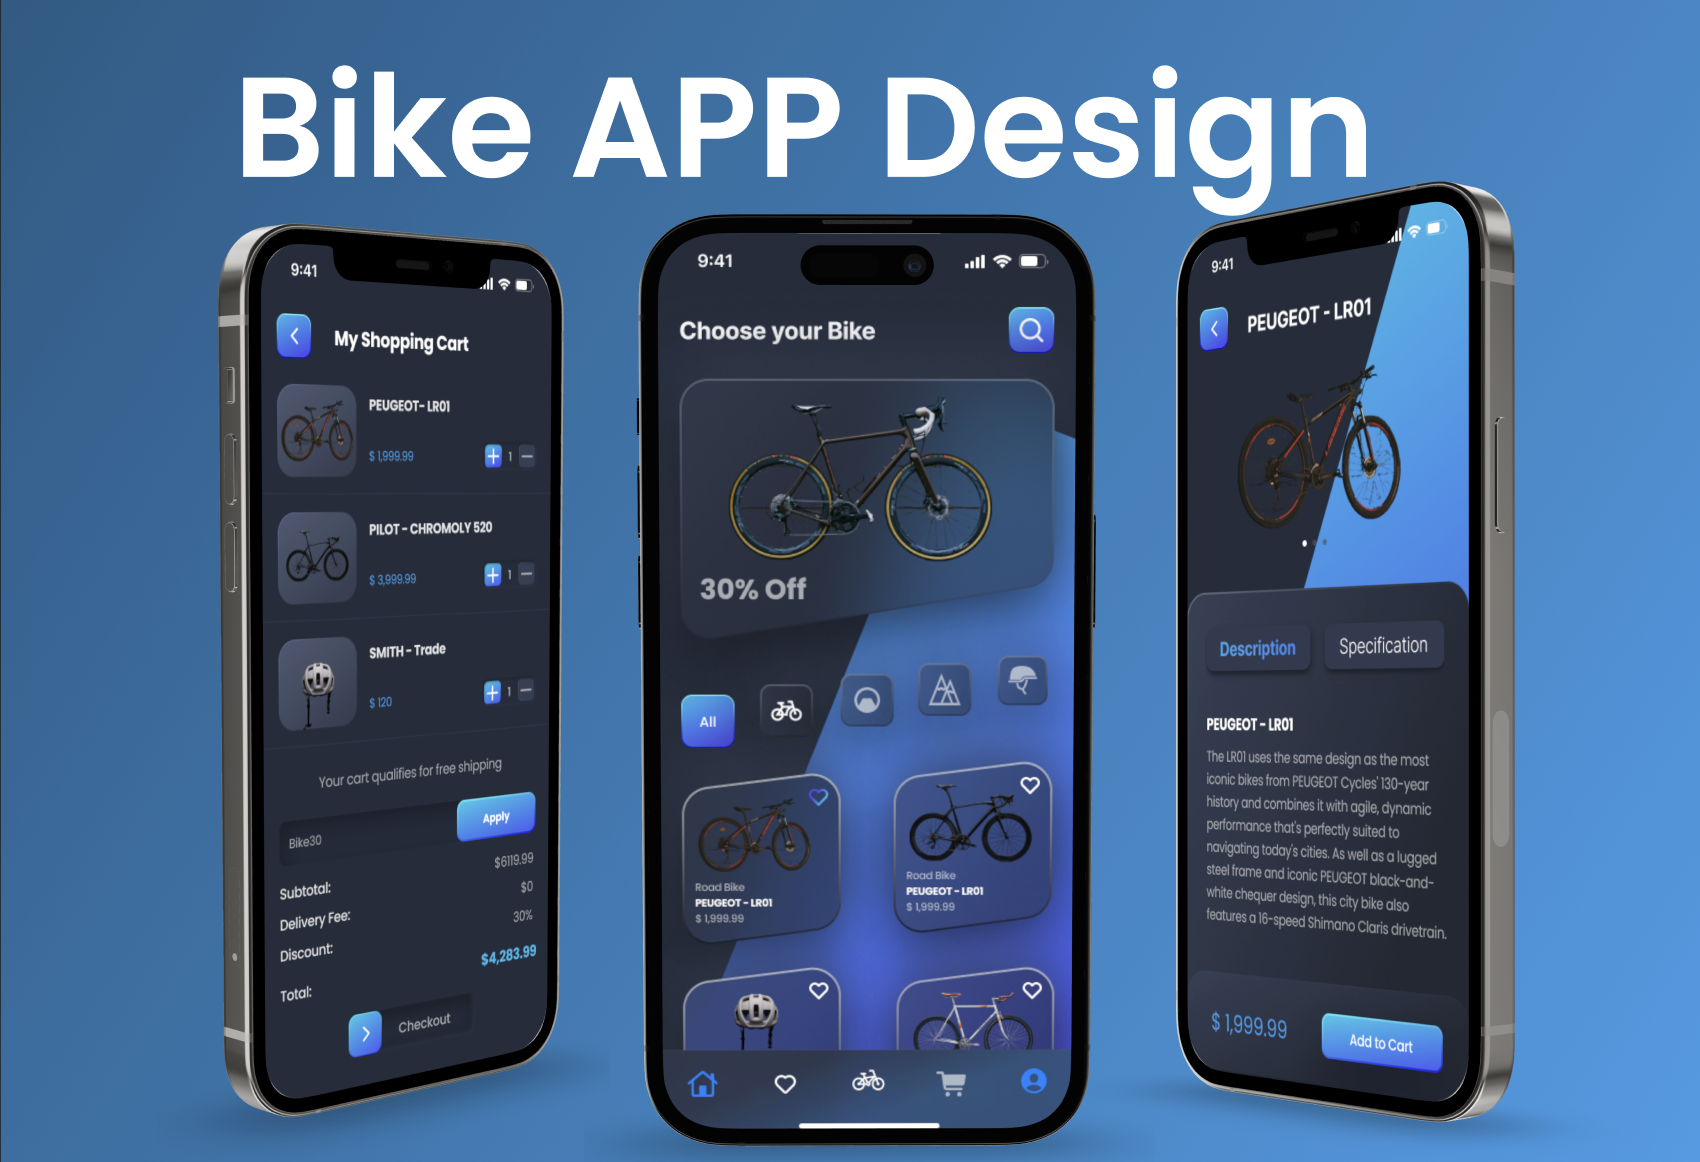 Bike APP Design
9:41
My Shopping Cart
PEUGEOT- LR01
$ 1,999.99
1
PILOT - CHROMOLY 520
$ 3,999.99
1
SMITH - Trade
$ 120
1
Your cart qualifies for free shipping
Bike30
Apply
Subtotal:
$6119.99
Delivery Fee:
$0
Discount:
30%
Total:
$4,283.99
Checkout
9:41
Choose your Bike
30% Off
All
Road Bike
PEUGEOT - LR01
$ 1,999.99
Road Bike
PEUGEOT - LR01
$ 1,999.99
9:41
PEUGEOT - LR01
Description
Specification
PEUGEOT - LR01
The LR01 uses the same design as the most
iconic bikes from PEUGEOT Cycles' 130-year
history and combines it with agile, dynamic
performance that's perfectly suited to
navigating today's cities. As well as a lugged
steel frame and iconic PEUGEOT black-and-
white chequer design, this city bike also
features a 16-speed Shimano Claris drivetrain.
$ 1,999.99
Add to Cart